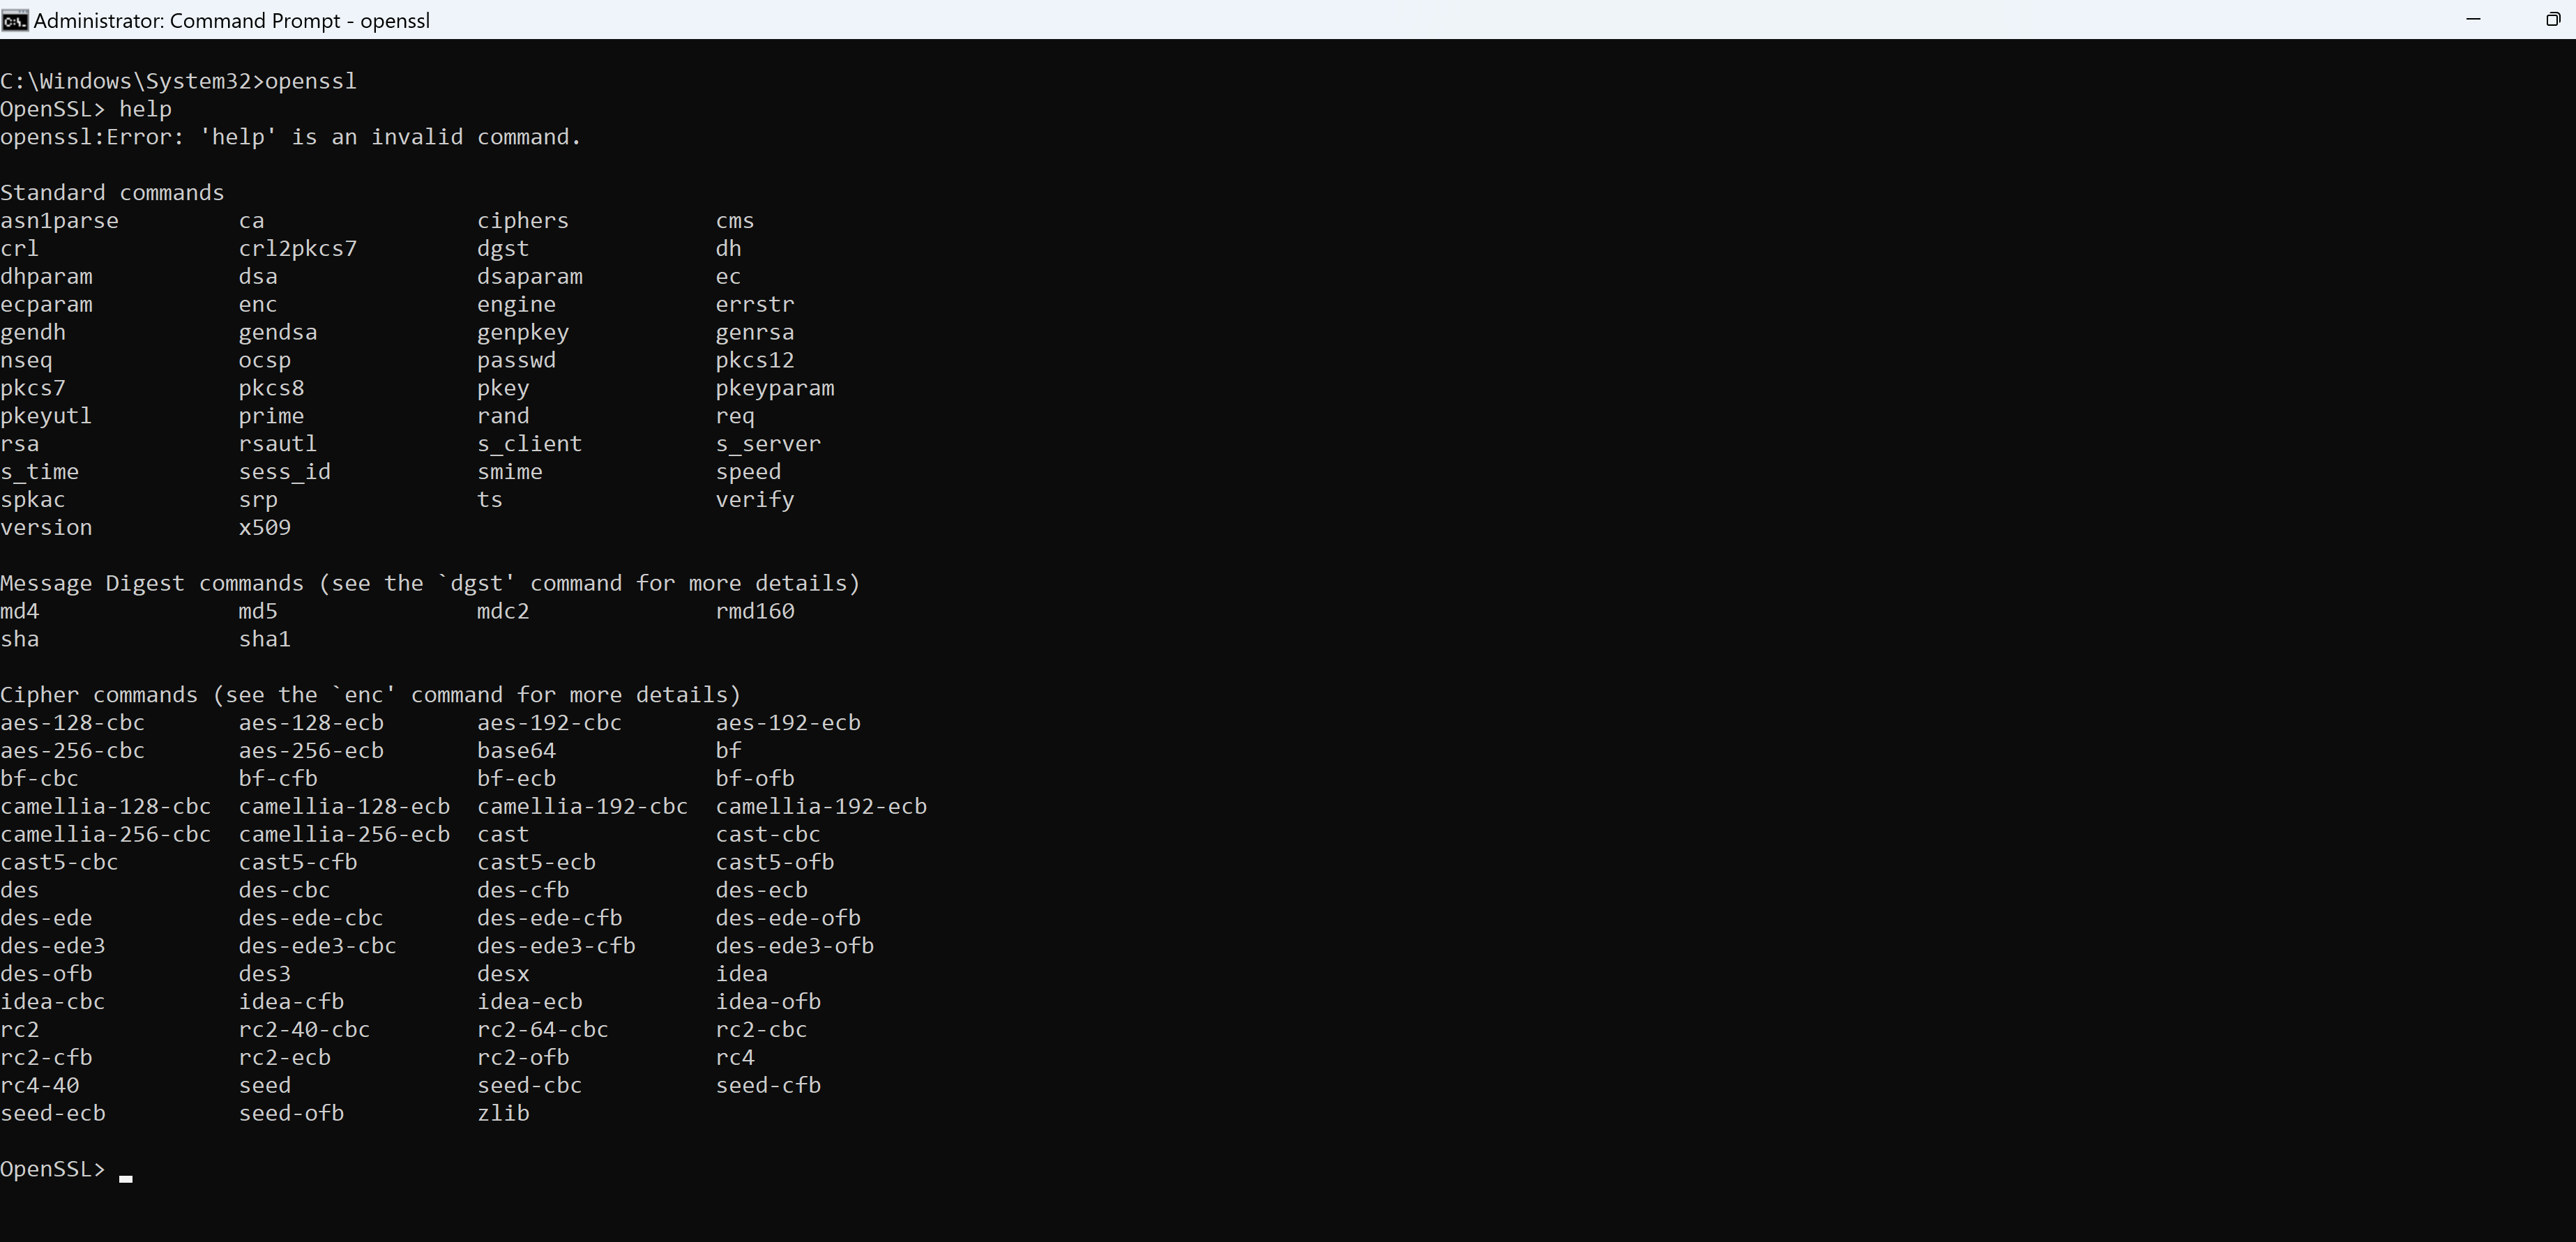 Administrator: Command Prompt - openssl
C:\Windows\System32>openssl
OpenSSL> help
openssl:Error: 'help' is an invalid command.
Standard commands
asn1parse ca ciphers cms
crl crl2pkcs7 dgst dh
dhparam dsa dsaparam ec
ecparam enc engine errstr
gendh gendsa genpkey genrsa
nseq ocsp passwd pkcs12
pkcs7 pkcs8 pkey pkeyparam
pkeyutl prime rand req
rsa rsautl s_client s_server
s_time sess_id smime speed
spkac srp ts verify
version x509
Message Digest commands (see the `dgst' command for more details)
md4 md5 mdc2 rmd160
sha sha1
Cipher commands (see the `enc' command for more details)
aes-128-cbc aes-128-ecb aes-192-cbc aes-192-ecb
aes-256-cbc aes-256-ecb base64 bf
bf-cbc bf-cfb bf-ecb bf-ofb
camellia-128-cbc camellia-128-ecb camellia-192-cbc camellia-192-ecb
camellia-256-cbc camellia-256-ecb cast cast-cbc
cast5-cbc cast5-cfb cast5-ecb cast5-ofb
des des-cbc des-cfb des-ecb
des-ede des-ede-cbc des-ede-cfb des-ede-ofb
des-ede3 des-ede3-cbc des-ede3-cfb des-ede3-ofb
des-ofb des3 desx idea
idea-cbc idea-cfb idea-ecb idea-ofb
rc2 rc2-40-cbc rc2-64-cbc rc2-cbc
rc2-cfb rc2-ecb rc2-ofb rc4
rc4-40 seed seed-cbc seed-cfb
seed-ecb seed-ofb zlib
OpenSSL>